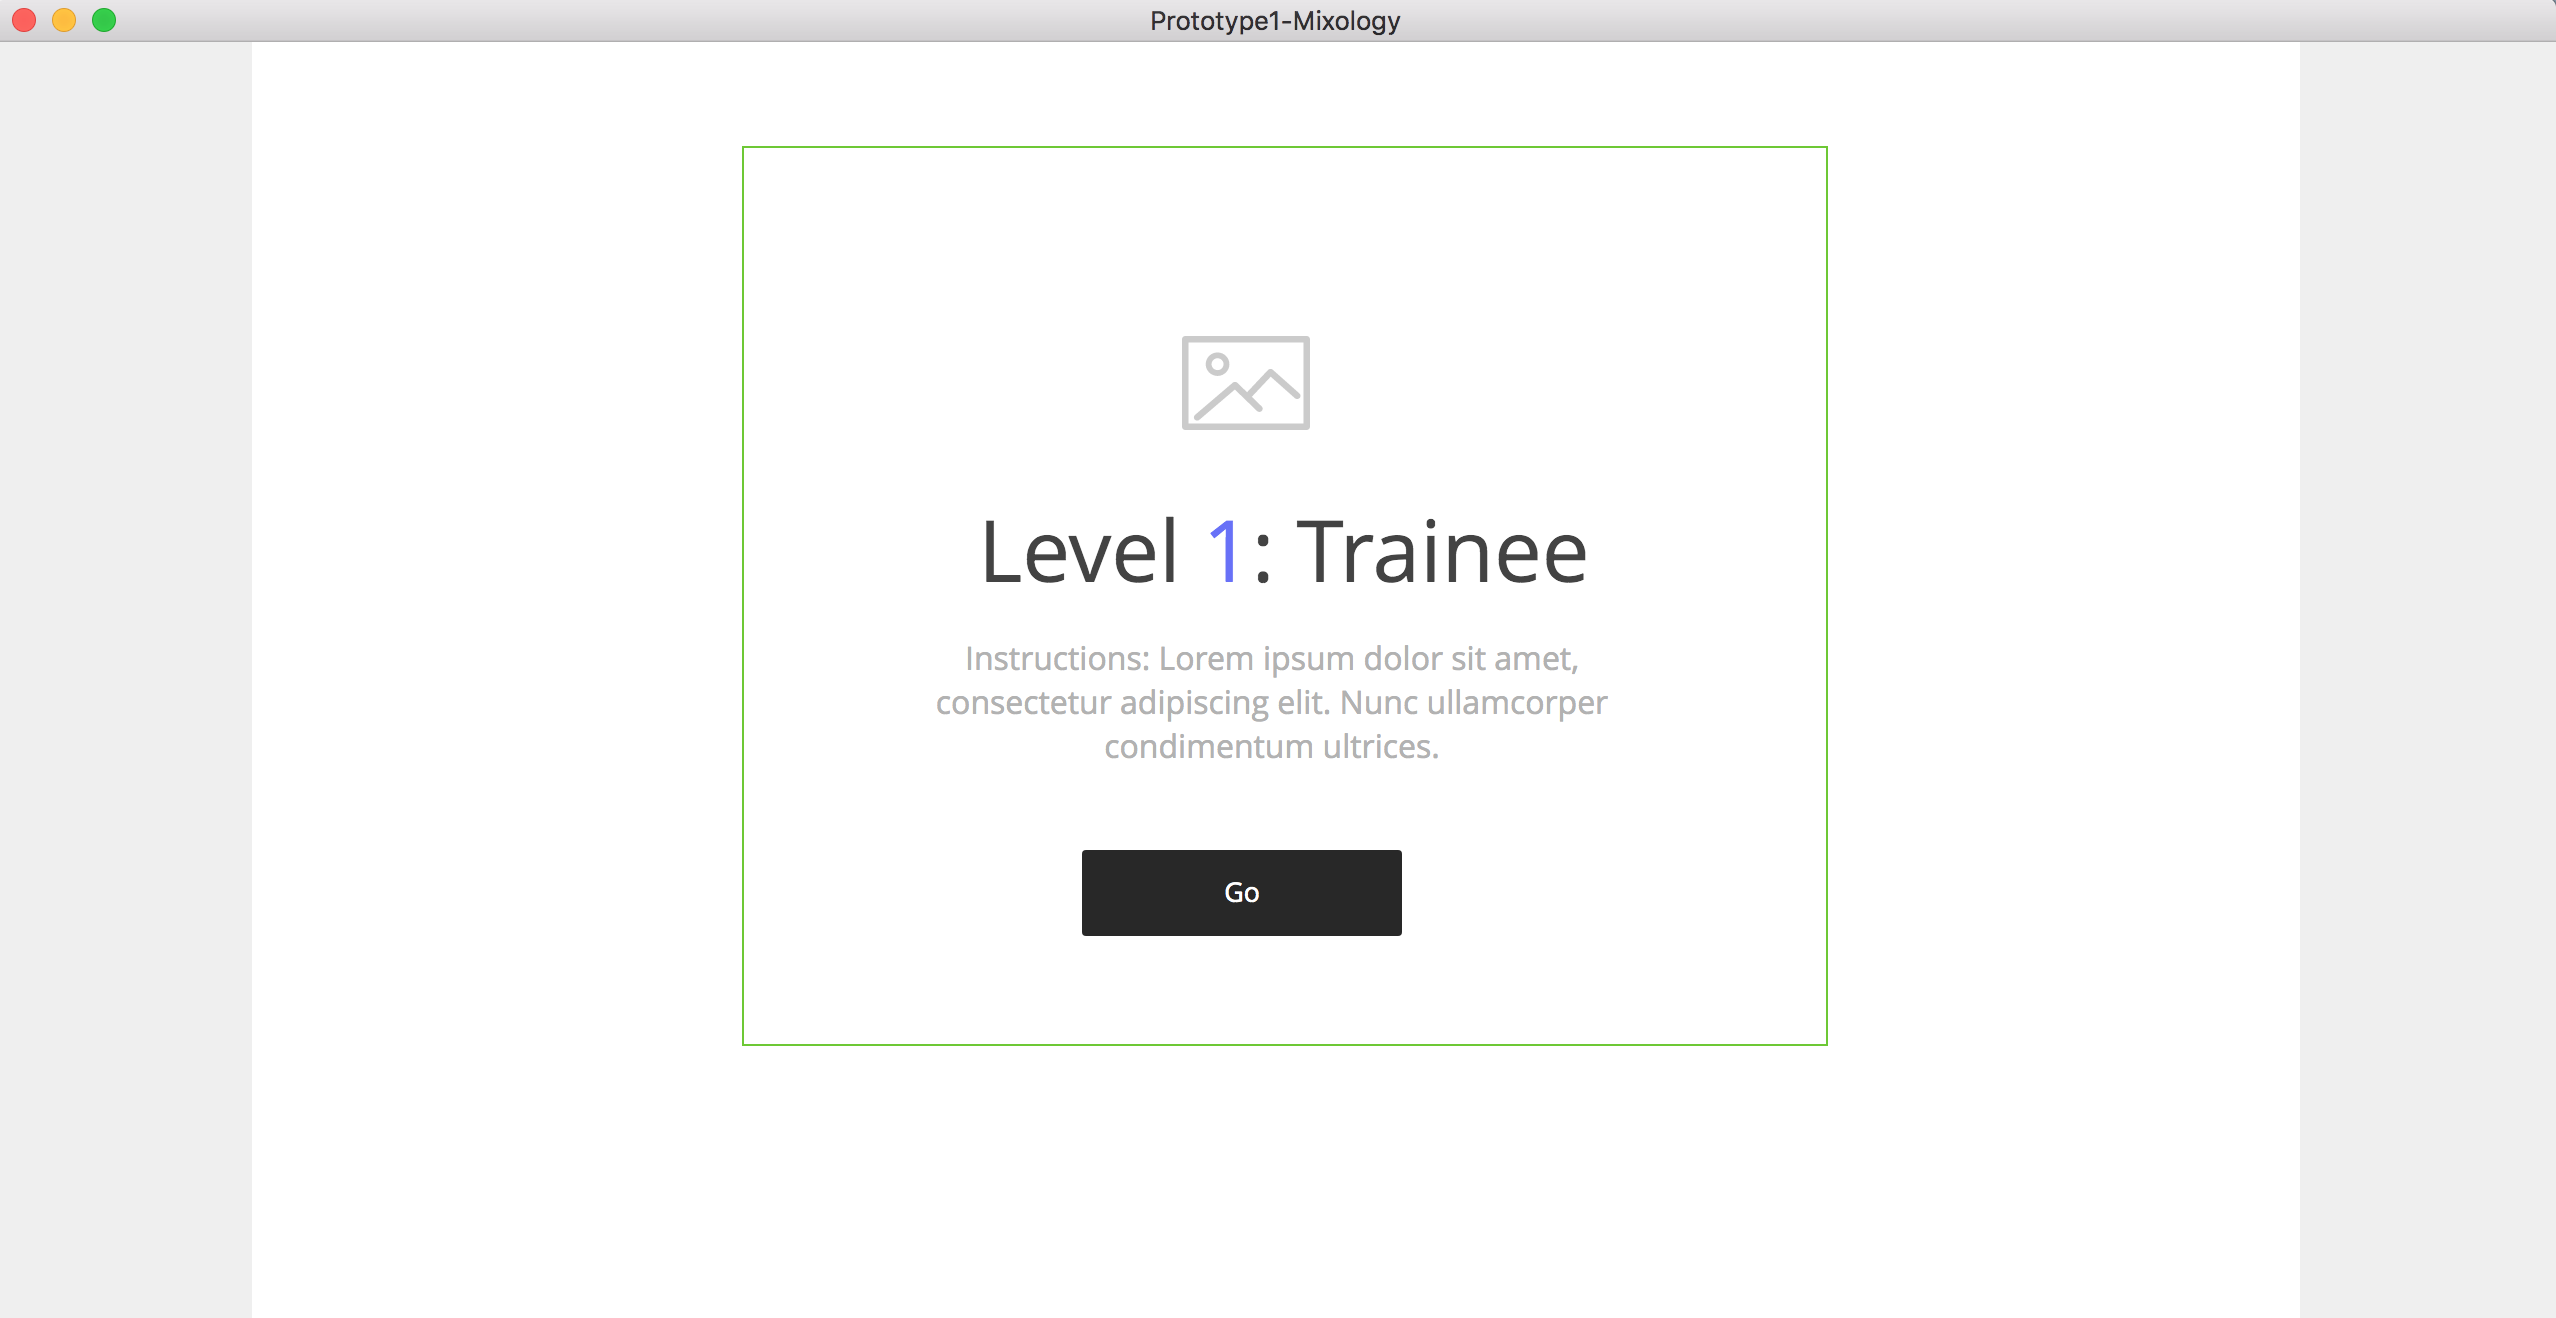 Prototype1-Mixology
Level 1: Trainee
Instructions: Lorem ipsum dolor sit amet,
consectetur adipiscing elit. Nunc ullamcorper
condimentum ultrices.
Go